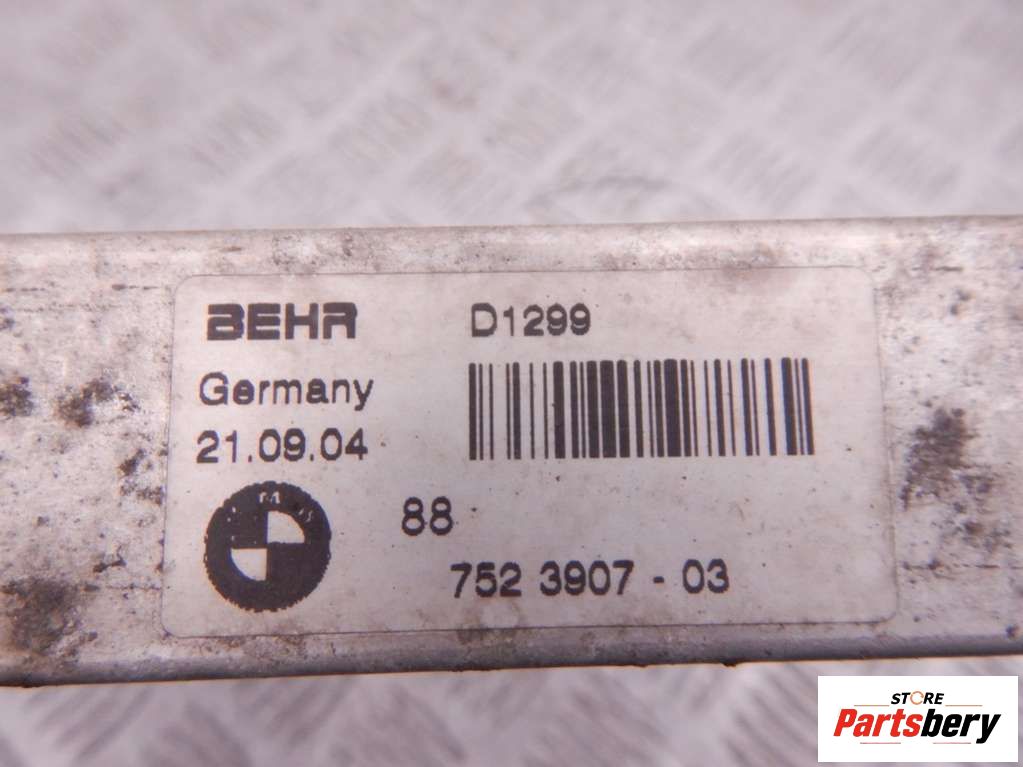 BEHR D1299
Germany
21.09.04
88
752 3907 - 03
STORE
Partsbery